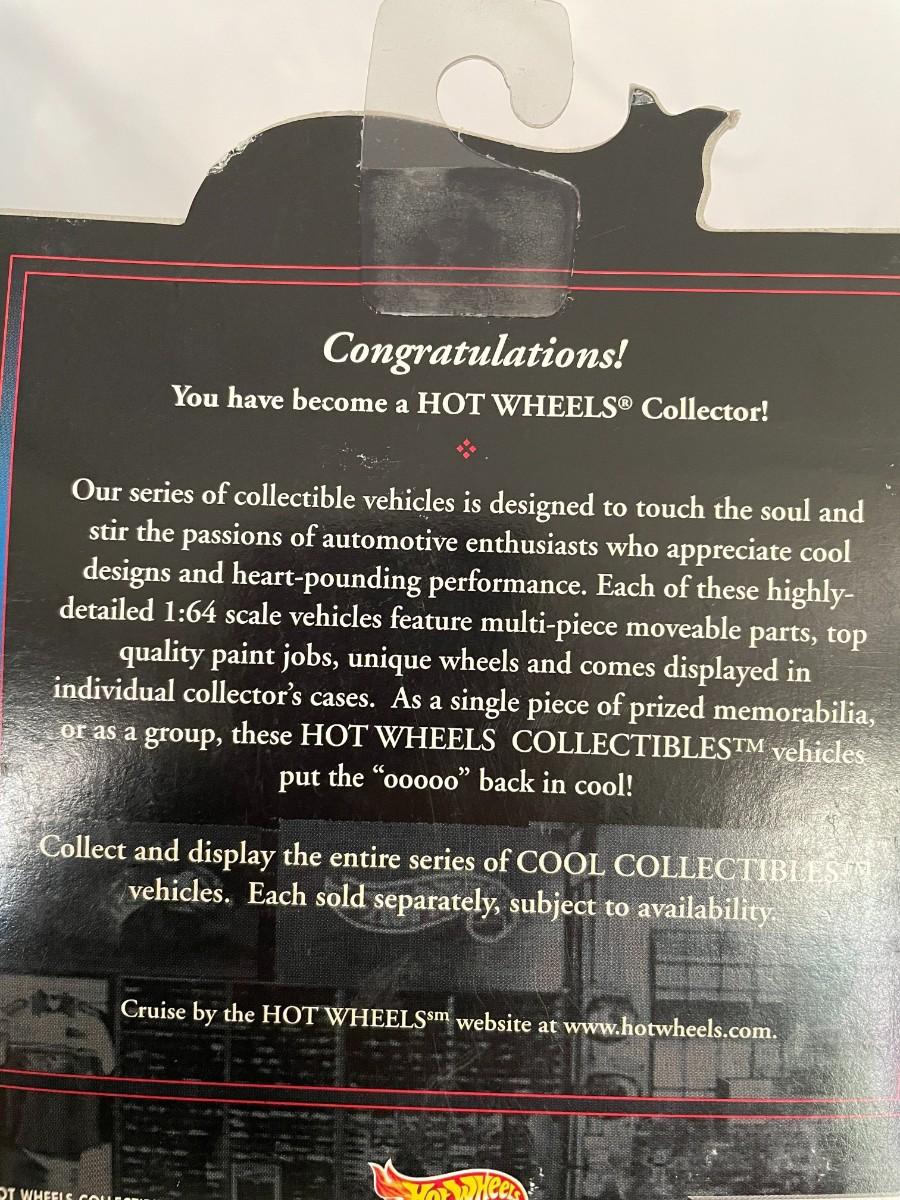 Congratulations!
You have become a HOT WHEELS® Collector!
Our series of collectible vehicles is designed to touch the soul and
stir the passions of automotive enthusiasts who appreciate cool
designs and heart-pounding performance. Each of these highly-
detailed 1:64 scale vehicles feature multi-piece moveable parts, top
quality paint jobs, unique wheels and comes displayed in
individual collector's cases. As a single piece of prized memorabilia,
or as a group, these HOT WHEELS COLLECTIBLES™ vehicles
put the “ooooo” back in cool!
Collect and display the entire series of COOL COLLECTIBLES™
vehicles. Each sold separately, subject to availability.
Cruise by the HOT WHEELSsm website at www.hotwheels.com.
Hot Wheels
OT WHEELS